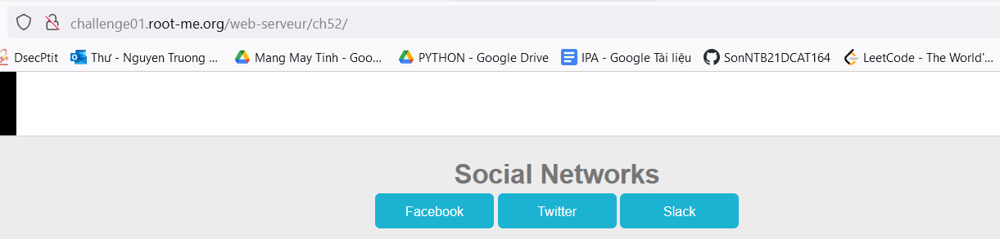 challenge01.root-me.org/web-serveur/ch52/
DsecPtit Thư - Nguyen Truong ... Mang May Tinh - Goo... PYTHON - Google Drive IPA - Google Tài liệu SonNTB21DCAT164 LeetCode - The World'...
Social Networks
Facebook Twitter Slack